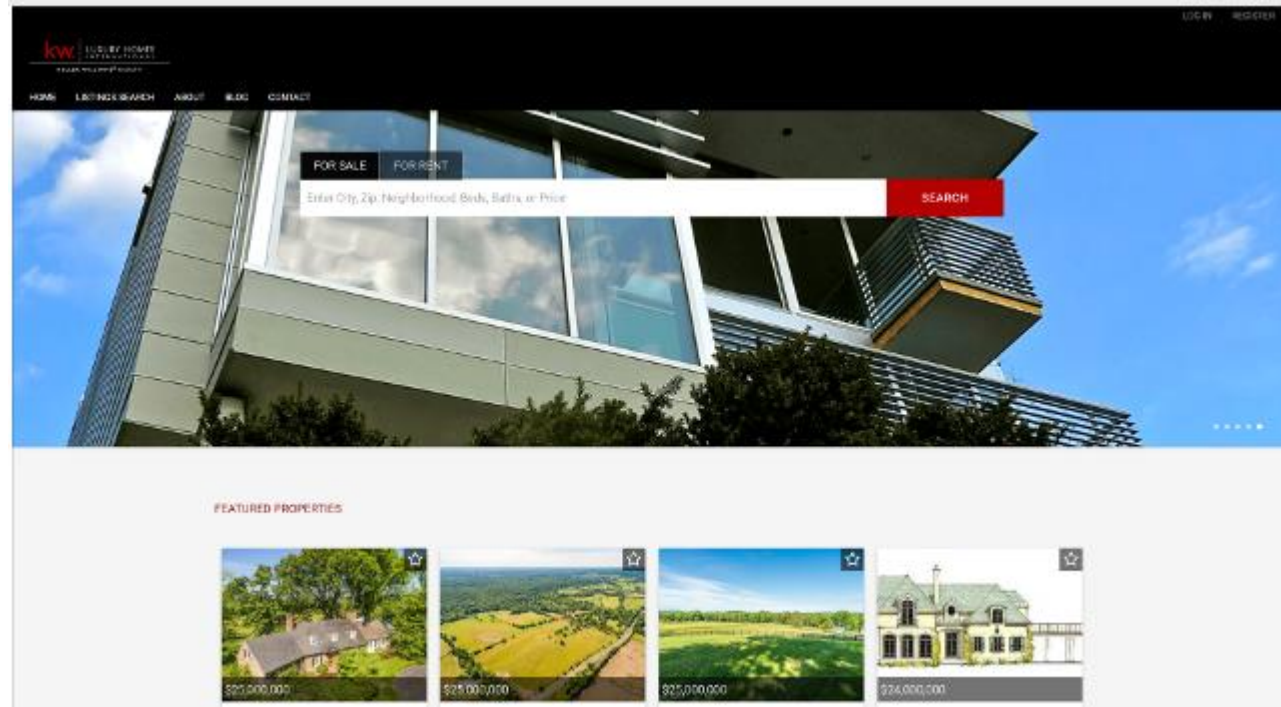 LOG IN REGISTER
kw LUXURY HOMES
INTERNATIONAL
HOME LISTINGS SEARCH ABOUT BLOG CONTACT
FOR SALE FOR RENT
Enter City, Zip, Neighborhood, Beds, Baths, or Price
SEARCH
FEATURED PROPERTIES
$25,000,000 $25,000,000 $25,000,000 $24,000,000